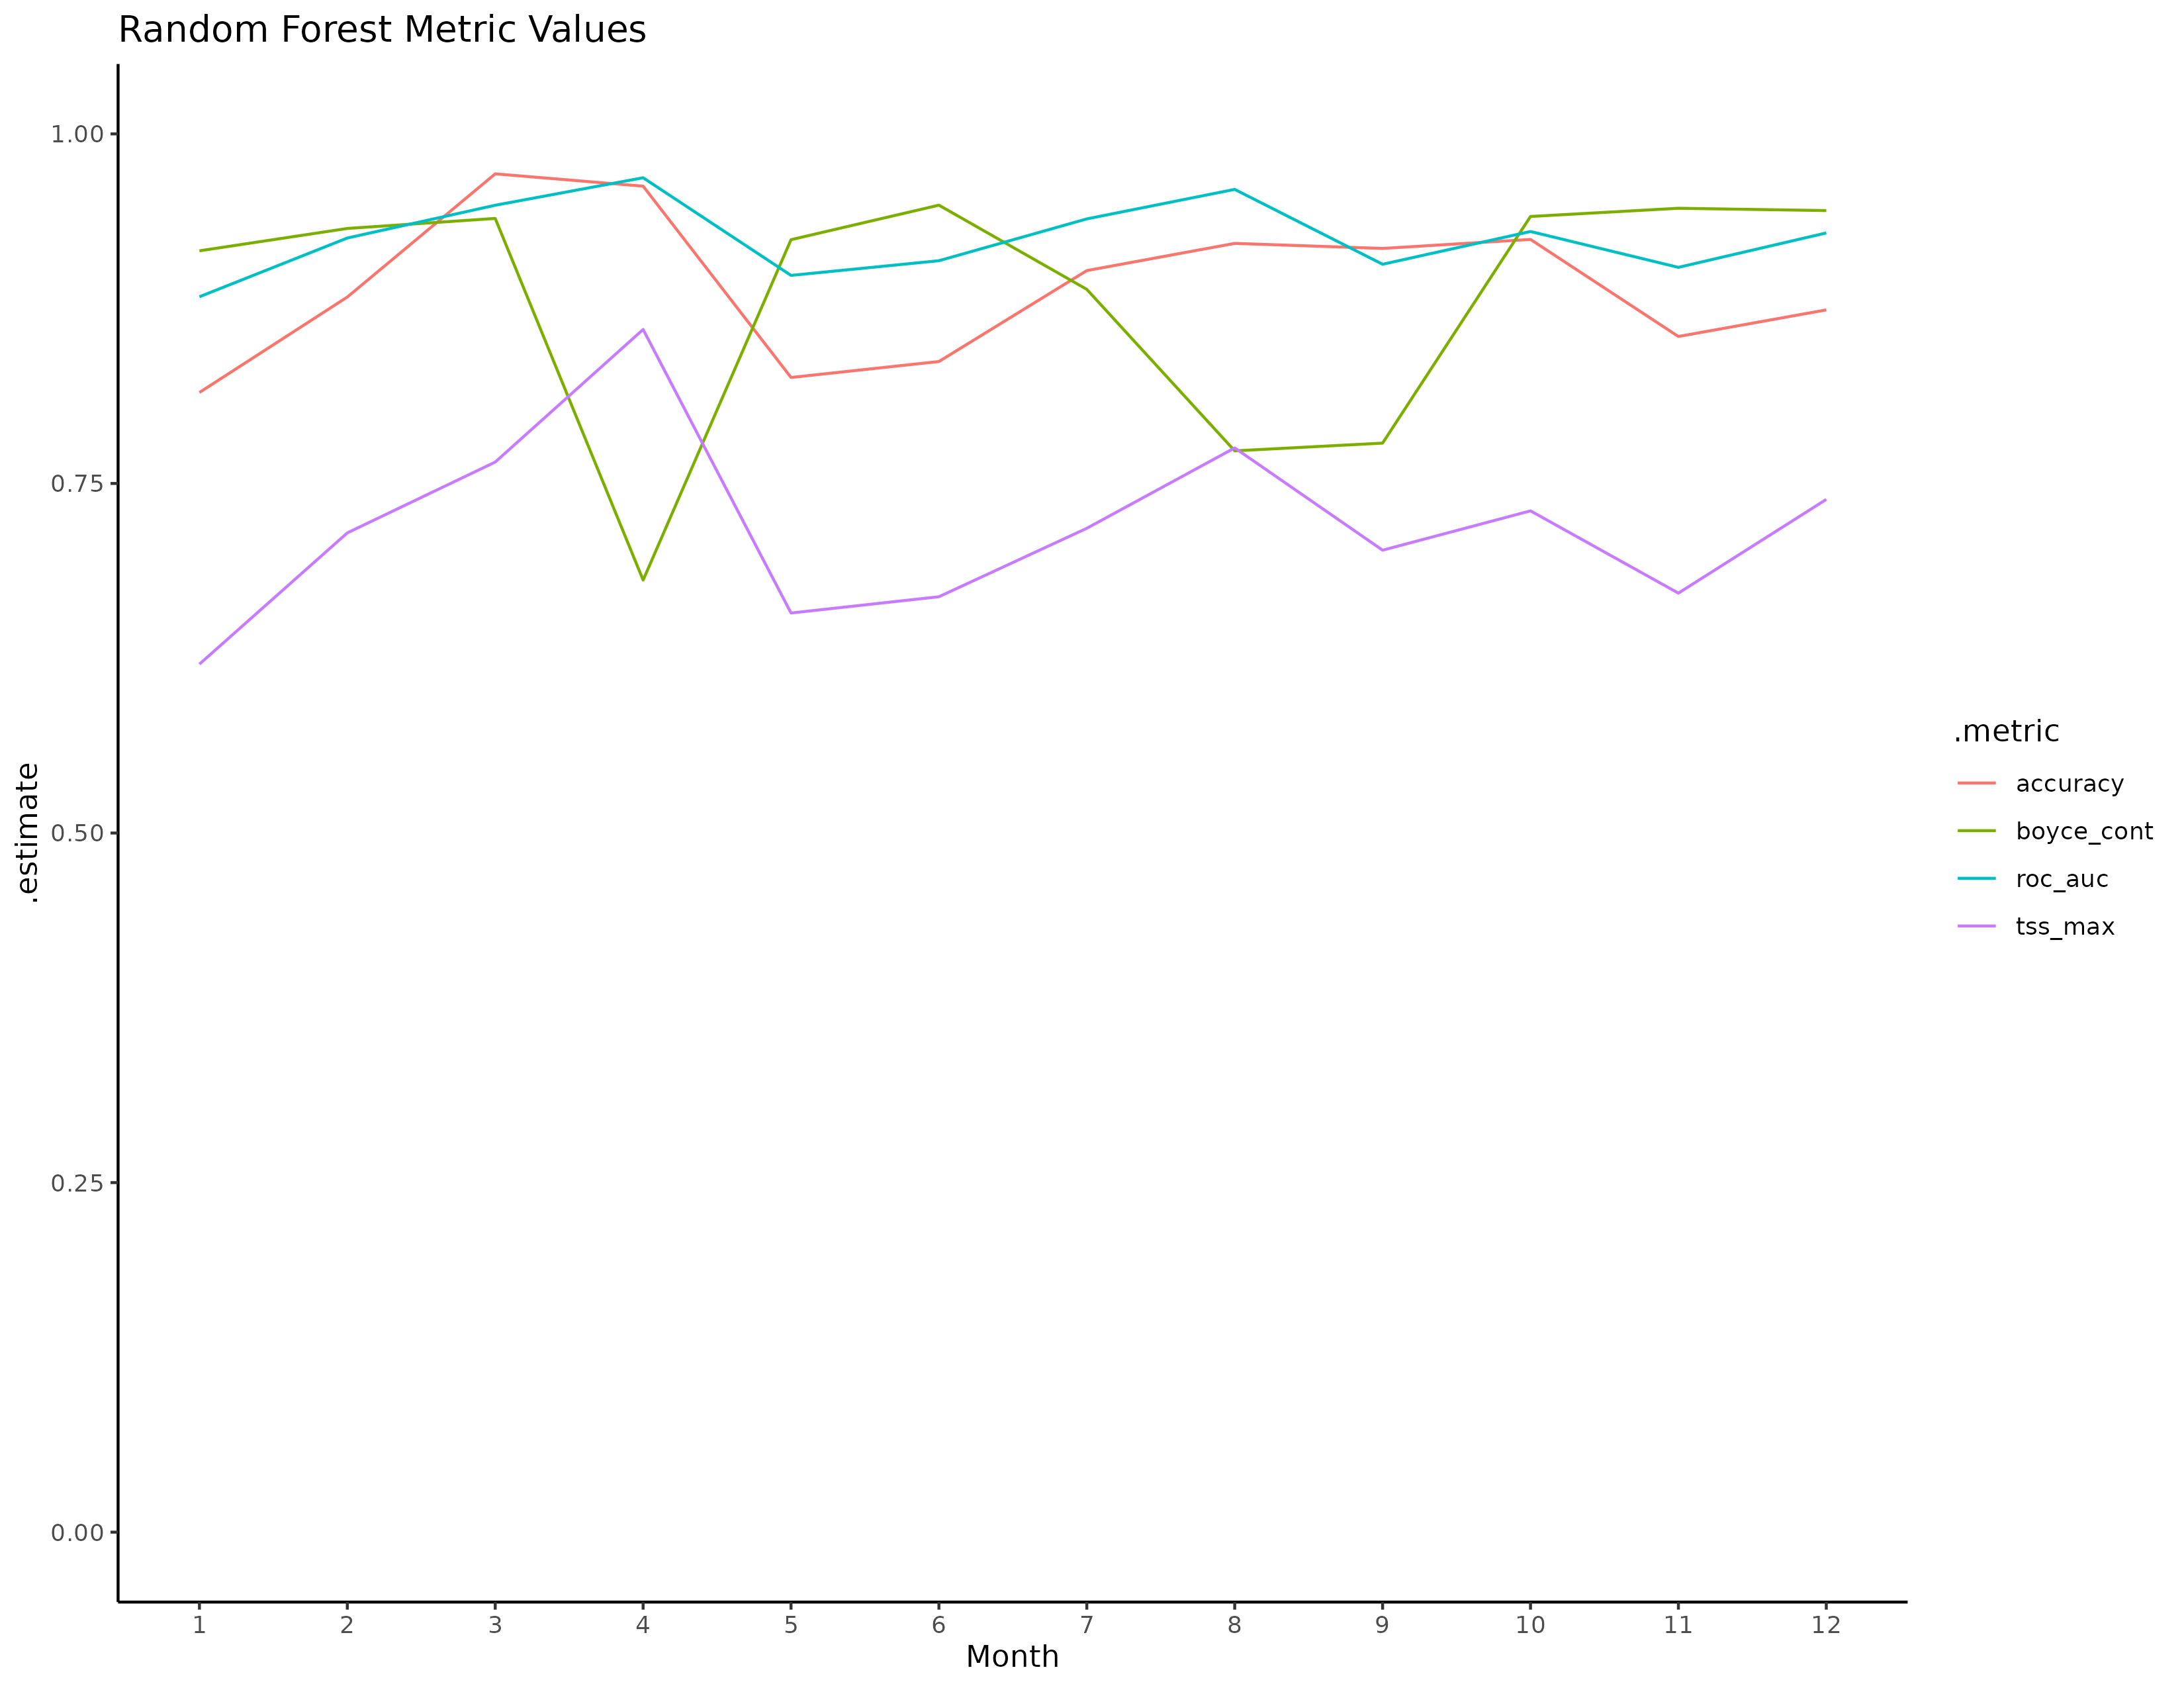 Random Forest Metric Values
1.00
0.75
0.50
0.25
0.00
.estimate
1 2 3 4 5 6 7 8 9 10 11 12
Month
.metric
accuracy
boyce_cont
roc_auc
tss_max